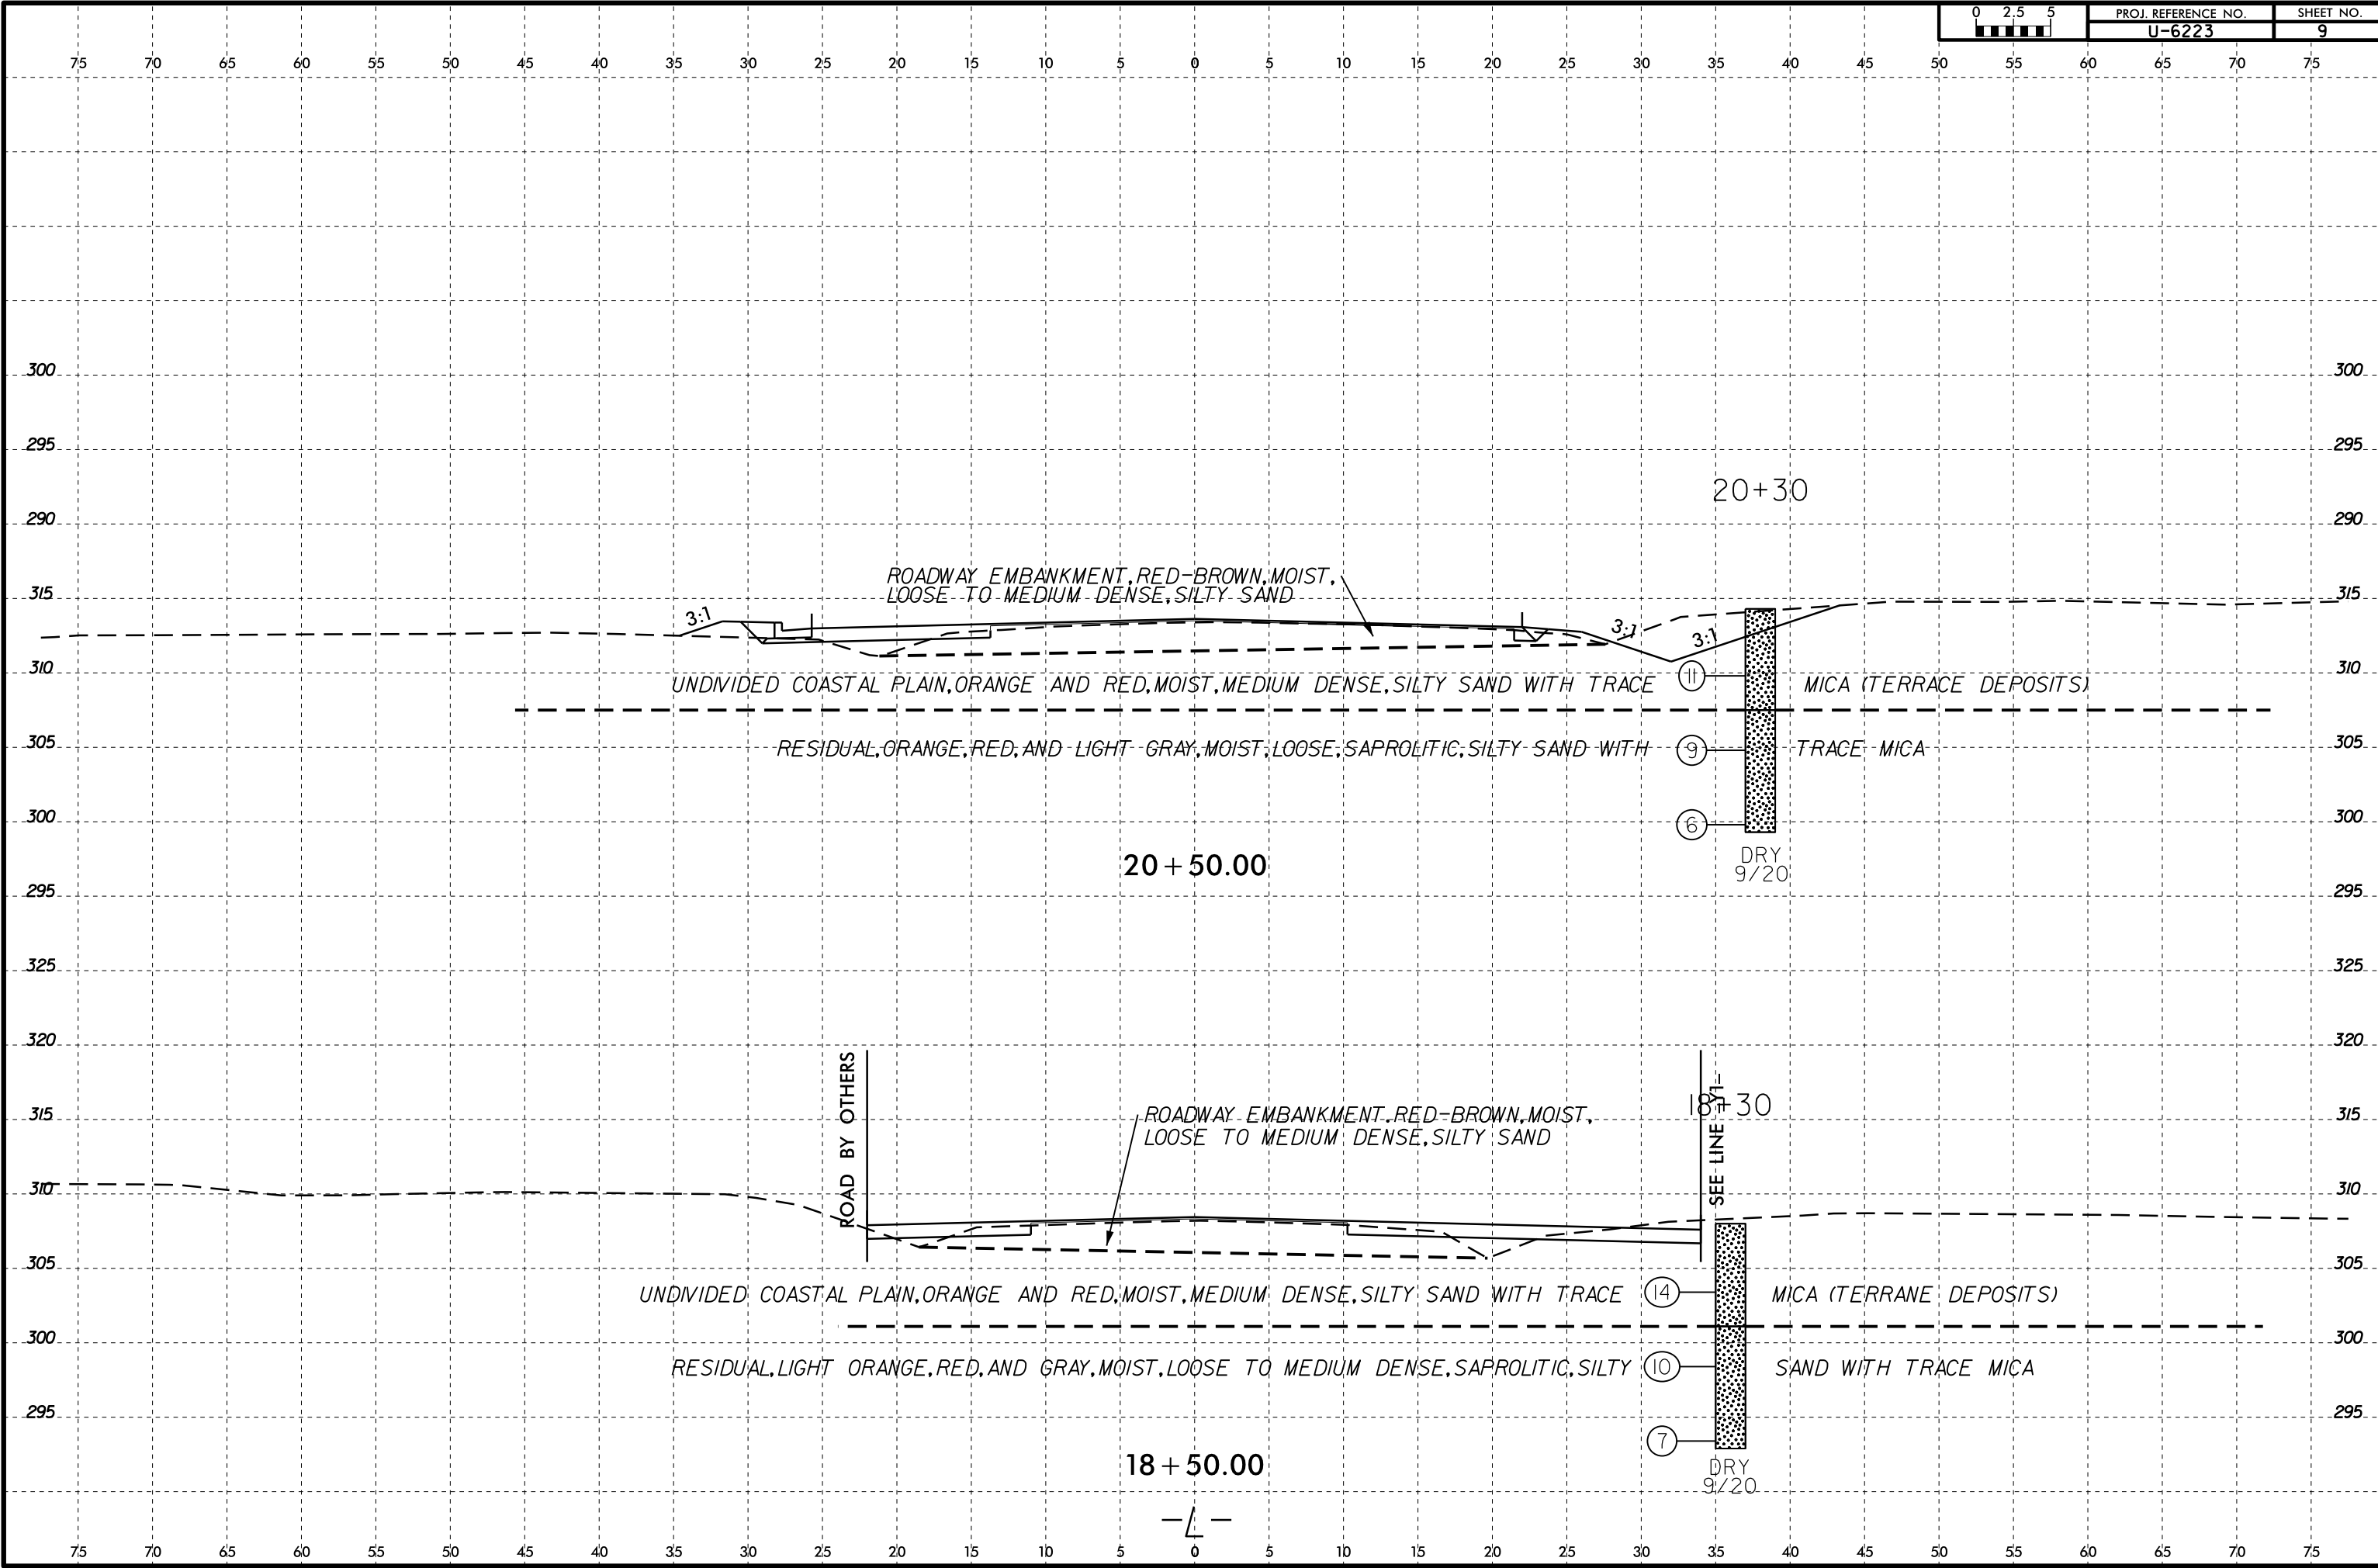 0 2.5 5
PROJ. REFERENCE NO.
SHEET NO.
U-6223
9
75 70 65 60 55 50 45 40 35 30 25 20 15 10 5 0 5 10 15 20 25 30 35 40 45 50 55 60 65 70 75
300 300
295 295
20+30
290 290
ROADWAY EMBANKMENT, RED-BROWN, MOIST,
LOOSE TO MEDIUM DENSE, SILTY SAND
315 315
3:1 3:1 3:1
310 310
UNDIVIDED COASTAL PLAIN, ORANGE AND RED, MOIST, MEDIUM DENSE, SILTY SAND WITH TRACE 11 MICA (TERRACE DEPOSITS)
305 305
RESIDUAL, ORANGE, RED, AND LIGHT GRAY, MOIST, LOOSE, SAPROLITIC, SILTY SAND WITH 9 TRACE MICA
300 6 300
DRY
9/20
20+50.00
295 295
325 325
320 320
ROAD BY OTHERS
SEE LINE -Y1-
18+30
315 315
ROADWAY EMBANKMENT, RED-BROWN, MOIST,
LOOSE TO MEDIUM DENSE, SILTY SAND
310 310
305 305
UNDIVIDED COASTAL PLAIN, ORANGE AND RED, MOIST, MEDIUM DENSE, SILTY SAND WITH TRACE 14 MICA (TERRANE DEPOSITS)
300 300
RESIDUAL, LIGHT ORANGE, RED, AND GRAY, MOIST, LOOSE TO MEDIUM DENSE, SAPROLITIC, SILTY 10 SAND WITH TRACE MICA
295 295
7
DRY
9/20
18+50.00
-L-
75 70 65 60 55 50 45 40 35 30 25 20 15 10 5 0 5 10 15 20 25 30 35 40 45 50 55 60 65 70 75